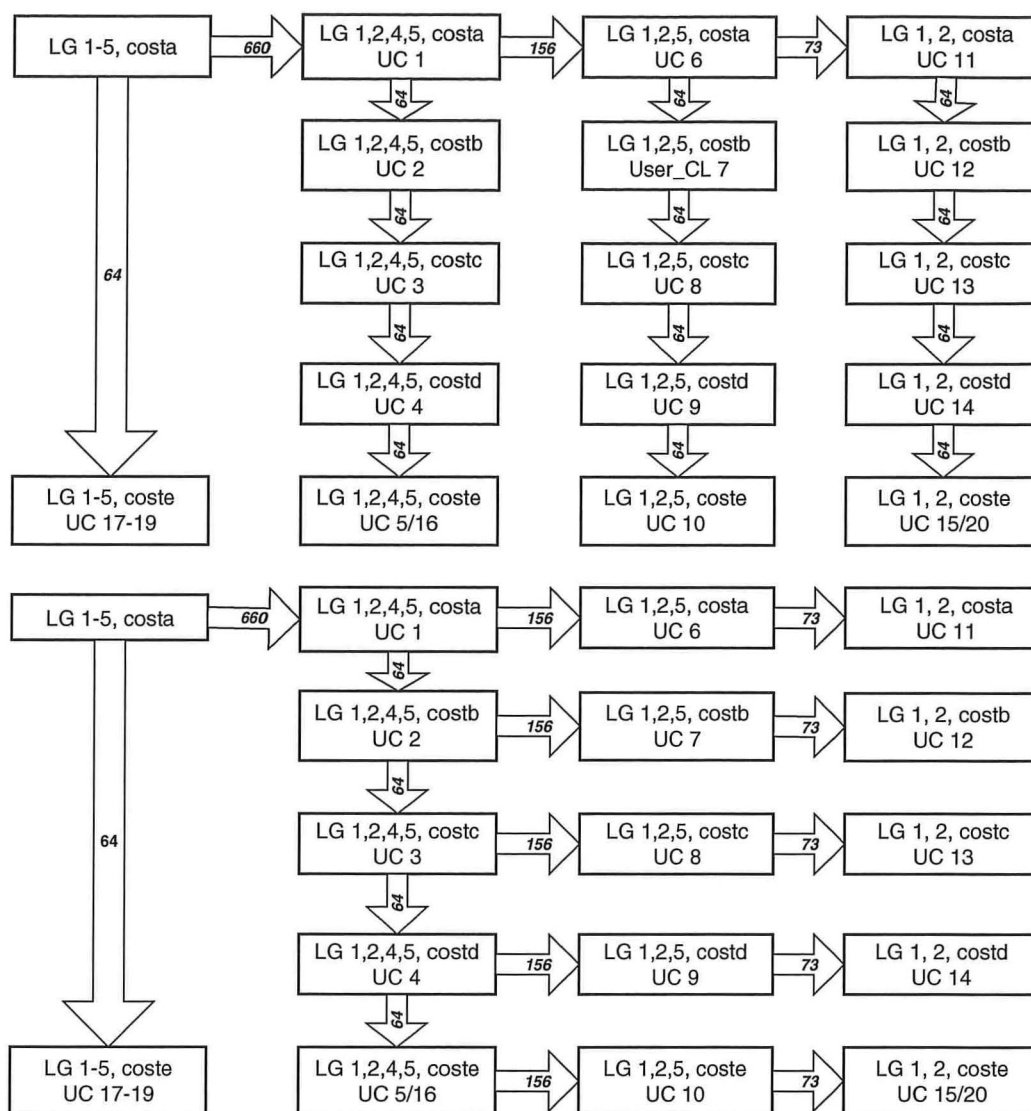 LG 1-5, costa
660
LG 1,2,4,5, costa
UC 1
156
LG 1,2,5, costa
UC 6
73
LG 1, 2, costa
UC 11
64
64
64
LG 1,2,4,5, costb
UC 2
LG 1,2,5, costb
User_CL 7
LG 1, 2, costb
UC 12
64
64
64
64
LG 1,2,4,5, costc
UC 3
LG 1,2,5, costc
UC 8
LG 1, 2, costc
UC 13
64
64
64
LG 1,2,4,5, costd
UC 4
LG 1,2,5, costd
UC 9
LG 1, 2, costd
UC 14
64
64
64
LG 1-5, coste
UC 17-19
LG 1,2,4,5, coste
UC 5/16
LG 1,2,5, coste
UC 10
LG 1, 2, coste
UC 15/20
LG 1-5, costa
660
LG 1,2,4,5, costa
UC 1
156
LG 1,2,5, costa
UC 6
73
LG 1, 2, costa
UC 11
64
LG 1,2,4,5, costb
UC 2
156
LG 1,2,5, costb
UC 7
73
LG 1, 2, costb
UC 12
64
64
LG 1,2,4,5, costc
UC 3
156
LG 1,2,5, costc
UC 8
73
LG 1, 2, costc
UC 13
64
LG 1,2,4,5, costd
UC 4
156
LG 1,2,5, costd
UC 9
73
LG 1, 2, costd
UC 14
64
LG 1-5, coste
UC 17-19
LG 1,2,4,5, coste
UC 5/16
156
LG 1,2,5, coste
UC 10
73
LG 1, 2, coste
UC 15/20